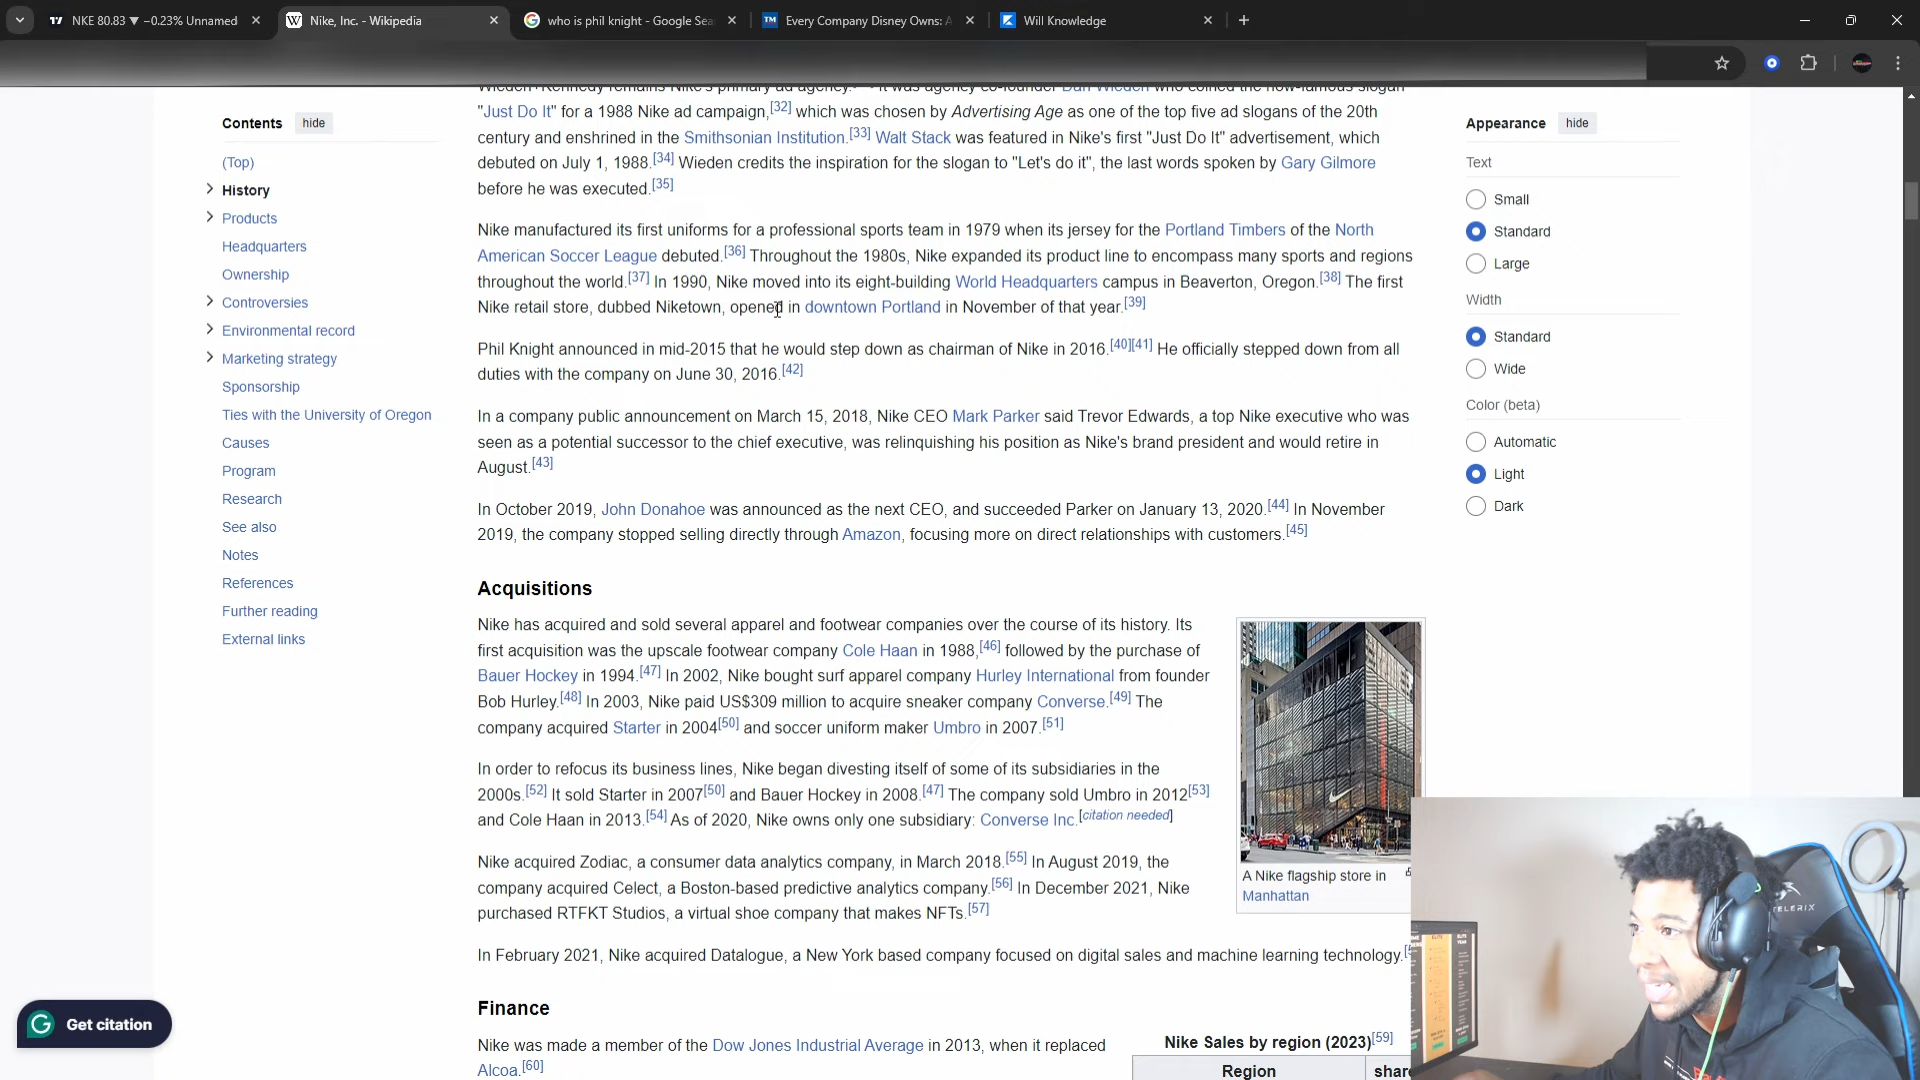 NKE 80.83 ▼ −0.23% Unnamed
Nike, Inc. - Wikipedia
who is phil knight - Google Sea
TM Every Company Disney Owns: A
Will Knowledge
Contents hide
(Top)
History
Products
Headquarters
Ownership
Controversies
Environmental record
Marketing strategy
Sponsorship
Ties with the University of Oregon
Causes
Program
Research
See also
Notes
References
Further reading
External links
Wieden+Kennedy remains Nike's primary ad agency. It was agency co-founder Dan Wieden who coined the now-famous slogan
"Just Do It" for a 1988 Nike ad campaign,[32] which was chosen by Advertising Age as one of the top five ad slogans of the 20th
century and enshrined in the Smithsonian Institution.[33] Walt Stack was featured in Nike's first "Just Do It" advertisement, which
debuted on July 1, 1988.[34] Wieden credits the inspiration for the slogan to "Let's do it", the last words spoken by Gary Gilmore
before he was executed.[35]
Nike manufactured its first uniforms for a professional sports team in 1979 when its jersey for the Portland Timbers of the North
American Soccer League debuted.[36] Throughout the 1980s, Nike expanded its product line to encompass many sports and regions
throughout the world.[37] In 1990, Nike moved into its eight-building World Headquarters campus in Beaverton, Oregon.[38] The first
Nike retail store, dubbed Niketown, opened in downtown Portland in November of that year.[39]
Phil Knight announced in mid-2015 that he would step down as chairman of Nike in 2016.[40][41] He officially stepped down from all
duties with the company on June 30, 2016.[42]
In a company public announcement on March 15, 2018, Nike CEO Mark Parker said Trevor Edwards, a top Nike executive who was
seen as a potential successor to the chief executive, was relinquishing his position as Nike's brand president and would retire in
August.[43]
In October 2019, John Donahoe was announced as the next CEO, and succeeded Parker on January 13, 2020.[44] In November
2019, the company stopped selling directly through Amazon, focusing more on direct relationships with customers.[45]
Acquisitions
Nike has acquired and sold several apparel and footwear companies over the course of its history. Its
first acquisition was the upscale footwear company Cole Haan in 1988,[46] followed by the purchase of
Bauer Hockey in 1994.[47] In 2002, Nike bought surf apparel company Hurley International from founder
Bob Hurley.[48] In 2003, Nike paid US$309 million to acquire sneaker company Converse.[49] The
company acquired Starter in 2004[50] and soccer uniform maker Umbro in 2007.[51]
In order to refocus its business lines, Nike began divesting itself of some of its subsidiaries in the
2000s.[52] It sold Starter in 2007[50] and Bauer Hockey in 2008.[47] The company sold Umbro in 2012[53]
and Cole Haan in 2013.[54] As of 2020, Nike owns only one subsidiary: Converse Inc.[citation needed]
Nike acquired Zodiac, a consumer data analytics company, in March 2018.[55] In August 2019, the
company acquired Celect, a Boston-based predictive analytics company.[56] In December 2021, Nike
purchased RTFKT Studios, a virtual shoe company that makes NFTs.[57]
In February 2021, Nike acquired Datalogue, a New York based company focused on digital sales and machine learning technology.
A Nike flagship store in
Manhattan
Finance
Nike was made a member of the Dow Jones Industrial Average in 2013, when it replaced
Alcoa.[60]
Nike Sales by region (2023)[59]
Region share
Appearance hide
Text
Small
Standard
Large
Width
Standard
Wide
Color (beta)
Automatic
Light
Dark
Get citation
TELERIX